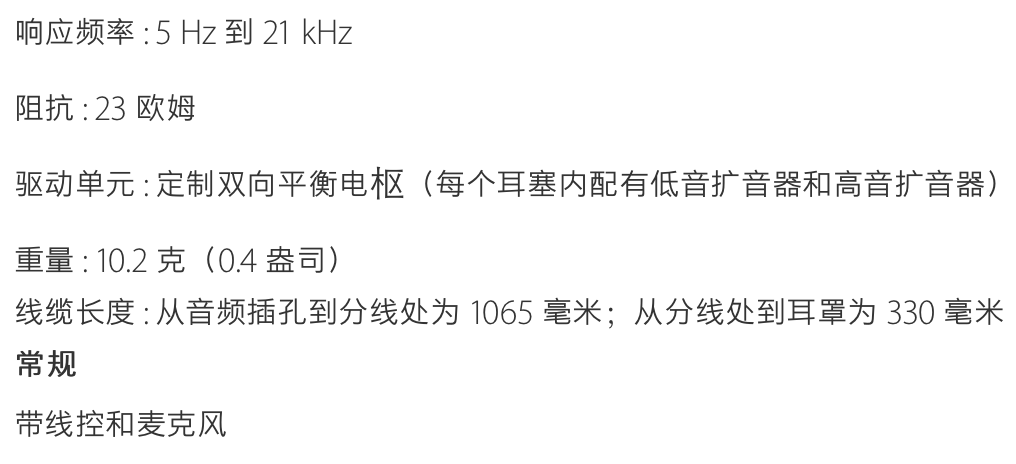 响应频率 : 5 Hz 到 21 kHz
阻抗 : 23 欧姆
驱动单元 : 定制双向平衡电枢（每个耳塞内配有低音扩音器和高音扩音器）
重量 : 10.2 克（0.4 盎司）
线缆长度 : 从音频插孔到分线处为 1065 毫米；从分线处到耳罩为 330 毫米
常规
带线控和麦克风